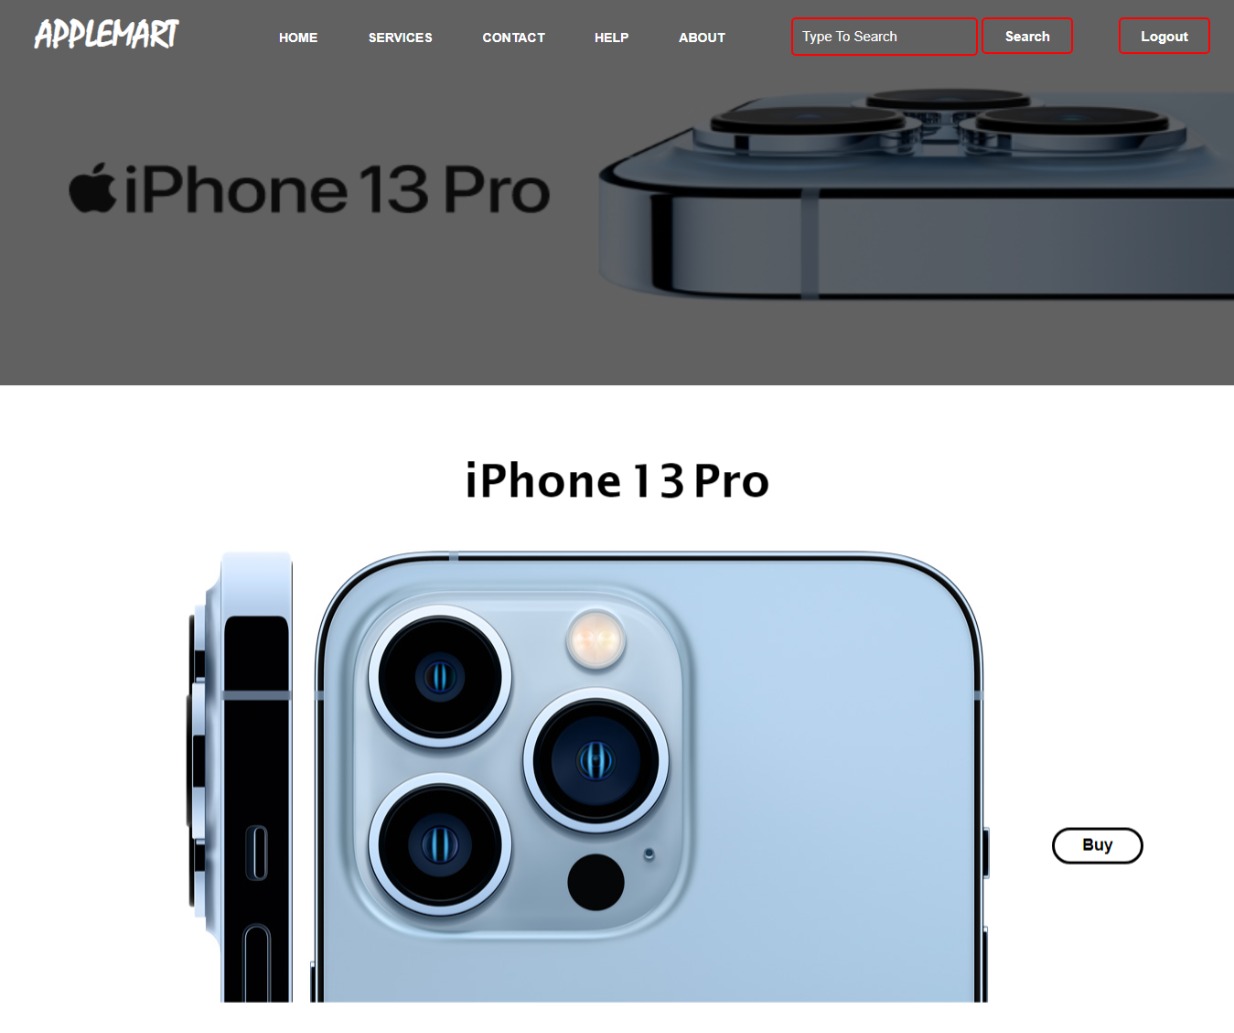 APPLEMART HOME SERVICES CONTACT HELP ABOUT Type To Search Search Logout
iPhone 13 Pro
iPhone 13 Pro
Buy